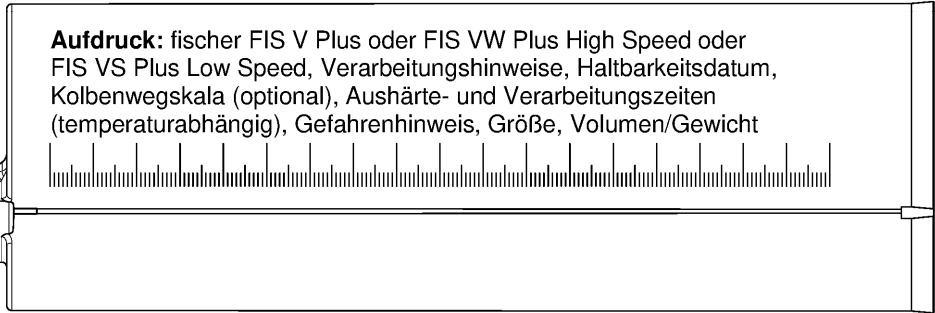 Aufdruck: fischer FIS V Plus oder FIS VW Plus High Speed oder
FIS VS Plus Low Speed, Verarbeitungshinweise, Haltbarkeitsdatum,
Kolbenwegskala (optional), Aushärte- und Verarbeitungszeiten
(temperaturabhängig), Gefahrenhinweis, Größe, Volumen/Gewicht